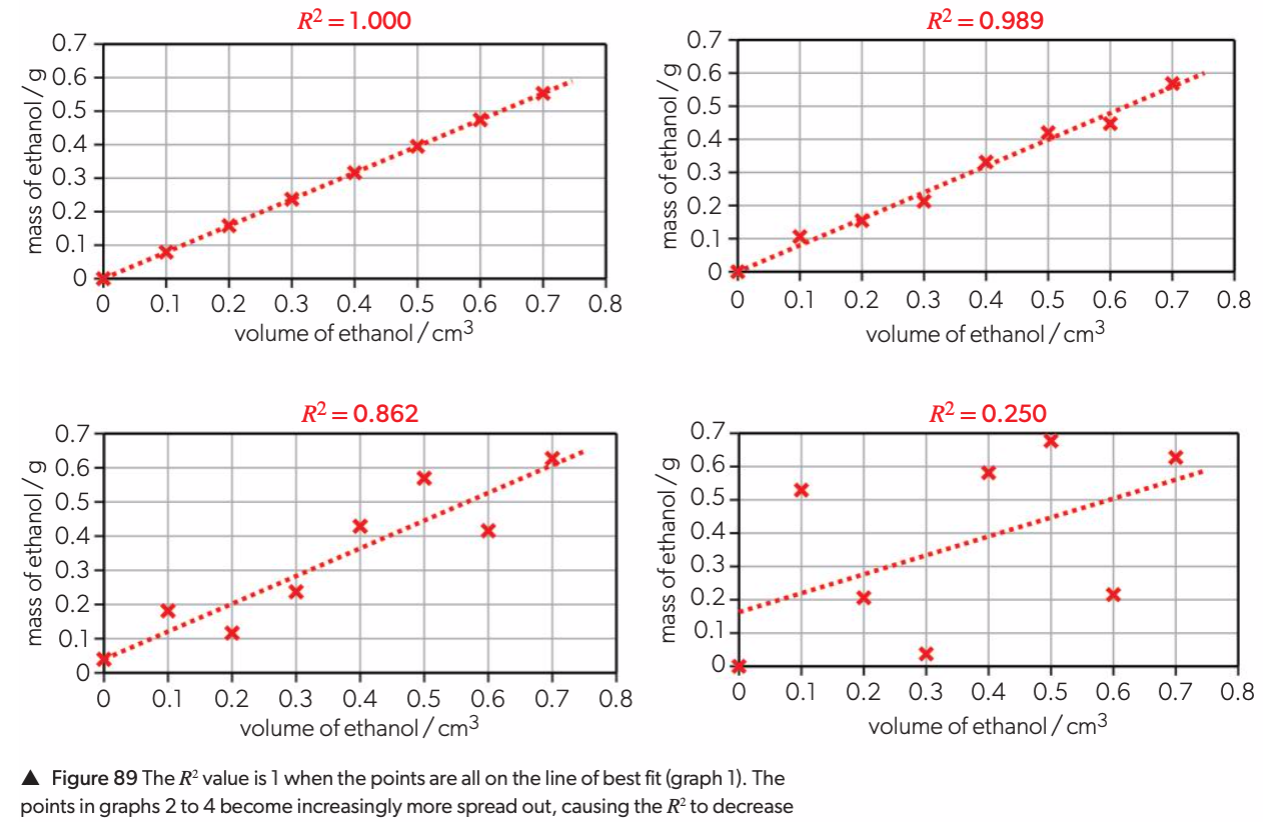 R² = 1.000
0.7
0.6
0.5
0.4
0.3
0.2
0.1
0
mass of ethanol / g
0 0.1 0.2 0.3 0.4 0.5 0.6 0.7 0.8
volume of ethanol / cm³
R² = 0.989
0.7
0.6
0.5
0.4
0.3
0.2
0.1
0
mass of ethanol / g
0 0.1 0.2 0.3 0.4 0.5 0.6 0.7 0.8
volume of ethanol / cm³
R² = 0.862
0.7
0.6
0.5
0.4
0.3
0.2
0.1
0
mass of ethanol / g
0 0.1 0.2 0.3 0.4 0.5 0.6 0.7 0.8
volume of ethanol / cm³
R² = 0.250
0.7
0.6
0.5
0.4
0.3
0.2
0.1
0
mass of ethanol / g
0 0.1 0.2 0.3 0.4 0.5 0.6 0.7 0.8
volume of ethanol / cm³
▲ Figure 89 The R² value is 1 when the points are all on the line of best fit (graph 1). The
points in graphs 2 to 4 become increasingly more spread out, causing the R² to decrease